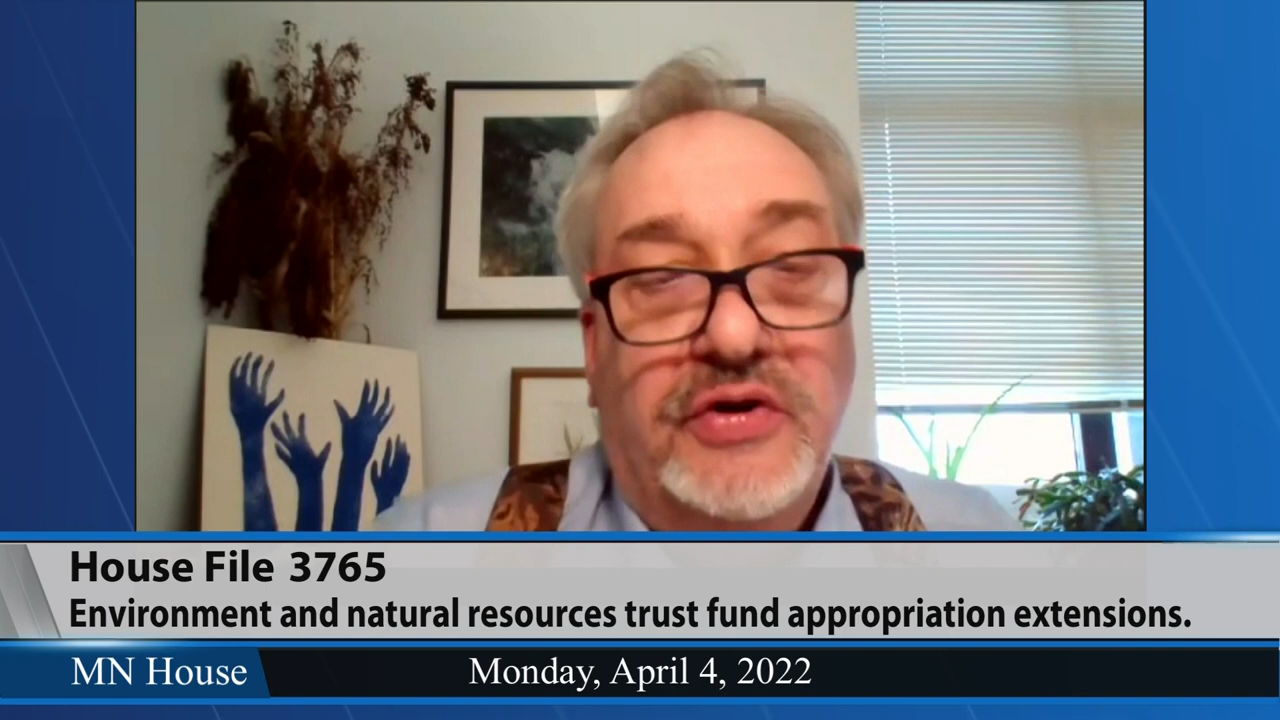 House File 3765
Environment and natural resources trust fund appropriation extensions.
MN House
Monday, April 4, 2022